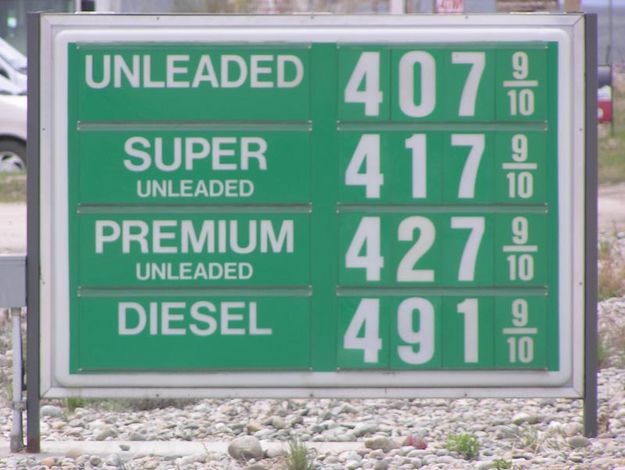 UNLEADED 407 9/10
SUPER
UNLEADED 417 9/10
PREMIUM
UNLEADED 427 9/10
DIESEL 491 9/10